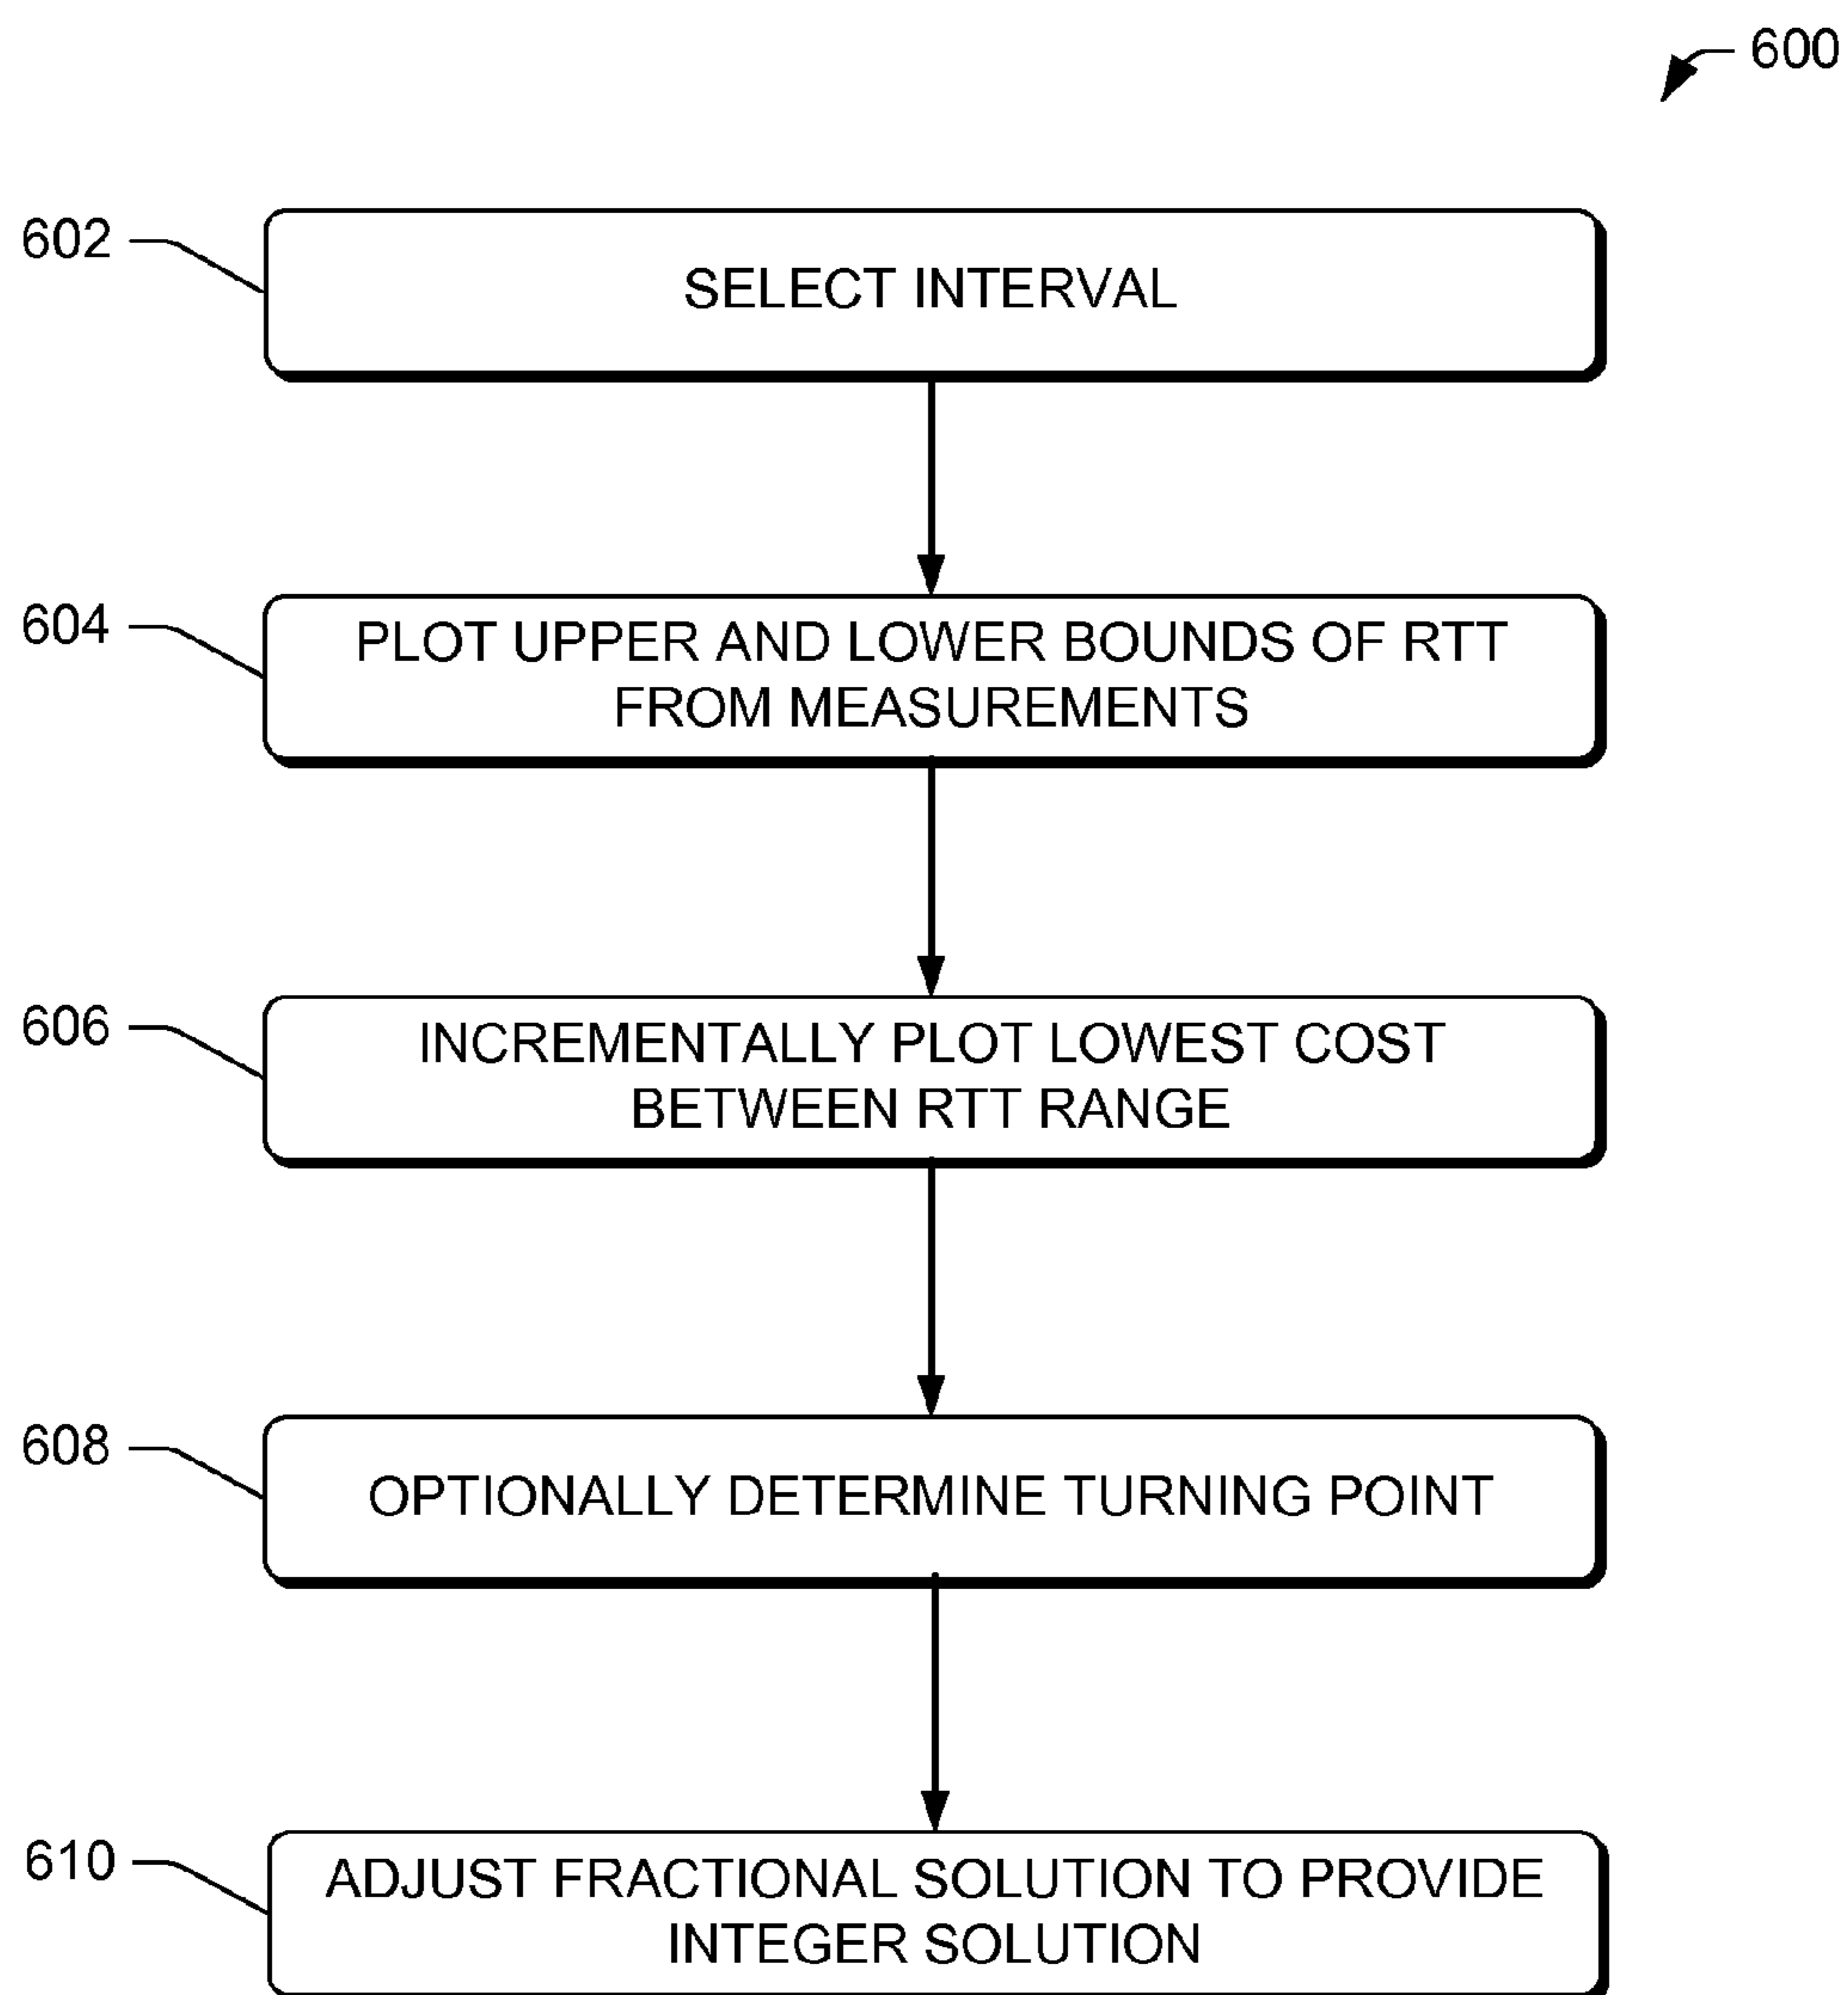 600
602
SELECT INTERVAL
604
PLOT UPPER AND LOWER BOUNDS OF RTT
FROM MEASUREMENTS
606
INCREMENTALLY PLOT LOWEST COST
BETWEEN RTT RANGE
608
OPTIONALLY DETERMINE TURNING POINT
610
ADJUST FRACTIONAL SOLUTION TO PROVIDE
INTEGER SOLUTION